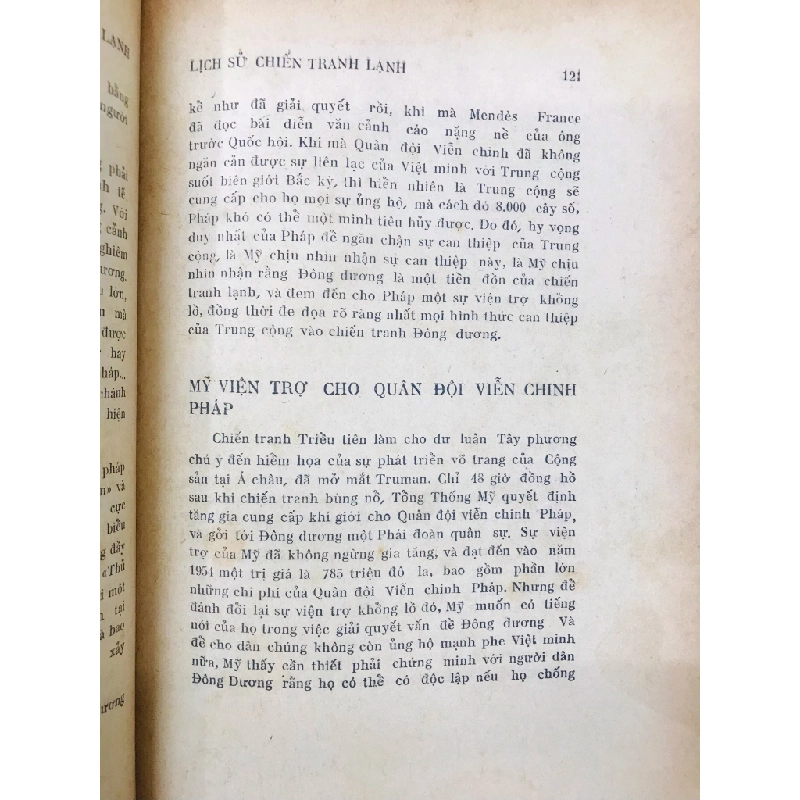 LỊCH SỬ CHIẾN TRANH LẠNH
121
kề như đã giải quyết rồi, khi mà Mendès France
đã đọc bài diễn văn cảnh cáo nặng nề của ông
trước Quốc hội. Khi mà Quân đội Viễn chinh đã không
ngăn cản được sự liên lạc của Việt minh với Trung cộng
suốt biên giới Bắc kỳ, thì hiển nhiên là Trung cộng sẽ
cung cấp cho họ mọi sự ủng hộ, mà cách đó 8.000 cây số,
Pháp khó có thể một mình tiêu hủy được. Do đó, hy vọng
duy nhất của Pháp để ngăn chận sự can thiệp của Trung
cộng, là Mỹ chịu nhìn nhận sự can thiệp này, là Mỹ chịu
nhìn nhận rằng Đông dương là một tiền đồn của chiến
tranh lạnh, và đem đến cho Pháp một sự viện trợ khổng
lồ, đồng thời đe dọa rõ ràng nhất mọi hình thức can thiệp
của Trung cộng vào chiến tranh Đông dương.
MỸ VIỆN TRỢ CHO QUÂN ĐỘI VIỄN CHINH
PHÁP
Chiến tranh Triều tiên làm cho dư luận Tây phương
chú ý đến hiểm họa của sự phát triển võ trang của Cộng
sản tại Á châu, đã mở mắt Truman. Chỉ 48 giờ đồng hồ
sau khi chiến tranh bùng nổ, Tổng Thống Mỹ quyết định
tăng gia cung cấp khí giới cho Quân đội viễn chinh Pháp,
và gởi tới Đông dương một Phái đoàn quân sự. Sự viện
trợ của Mỹ đã không ngừng gia tăng, và đạt đến vào năm
1954 một trị giá là 785 triệu đô la, bao gồm phần lớn
những chi phí của Quân đội Viễn chinh Pháp. Nhưng để
đánh đổi lại sự viện trợ khổng lồ đó, Mỹ muốn có tiếng
nói của họ trong việc giải quyết vấn đề Đông dương Và
để cho dân chúng không còn ủng hộ mạnh phe Việt minh
nữa, Mỹ thấy cần thiết phải chứng minh với người dân
Đông Dương rằng họ có thể có độc lập nếu họ chống